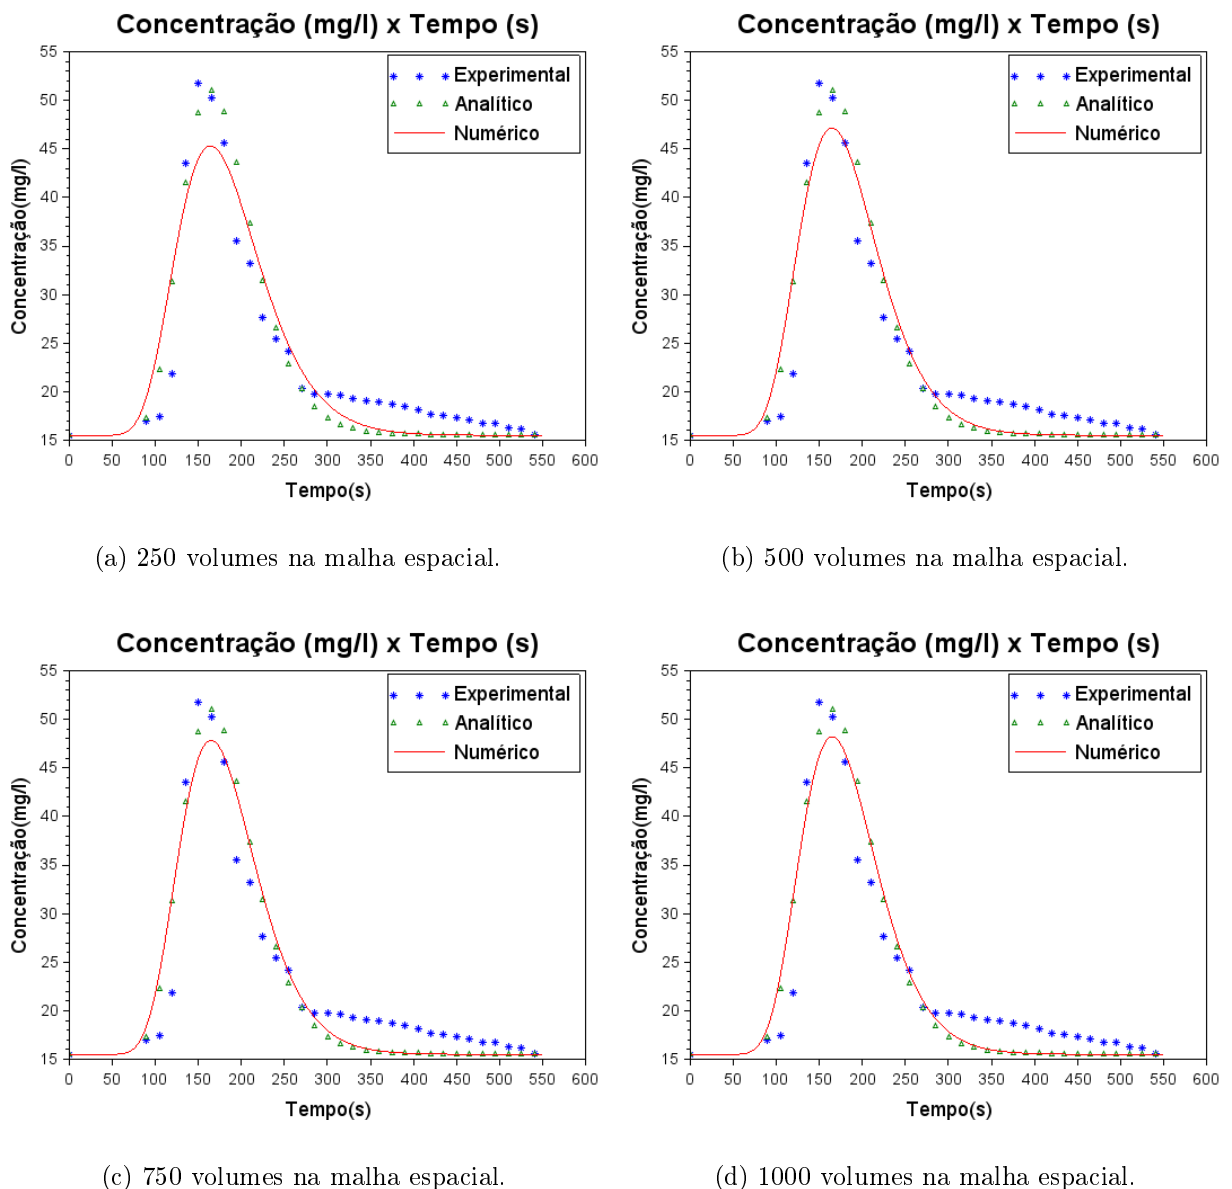 Concentração (mg/l) x Tempo (s)
55
50
45
40
35
30
25
20
15
Concentração(mg/l)
Experimental
Analítico
Numérico
0 50 100 150 200 250 300 350 400 450 500 550 600
Tempo(s)
(a) 250 volumes na malha espacial.
Concentração (mg/l) x Tempo (s)
55
50
45
40
35
30
25
20
15
Concentração(mg/l)
Experimental
Analítico
Numérico
0 50 100 150 200 250 300 350 400 450 500 550 600
Tempo(s)
(b) 500 volumes na malha espacial.
Concentração (mg/l) x Tempo (s)
55
50
45
40
35
30
25
20
15
Concentração(mg/l)
Experimental
Analítico
Numérico
0 50 100 150 200 250 300 350 400 450 500 550 600
Tempo(s)
(c) 750 volumes na malha espacial.
Concentração (mg/l) x Tempo (s)
55
50
45
40
35
30
25
20
15
Concentração(mg/l)
Experimental
Analítico
Numérico
0 50 100 150 200 250 300 350 400 450 500 550 600
Tempo(s)
(d) 1000 volumes na malha espacial.